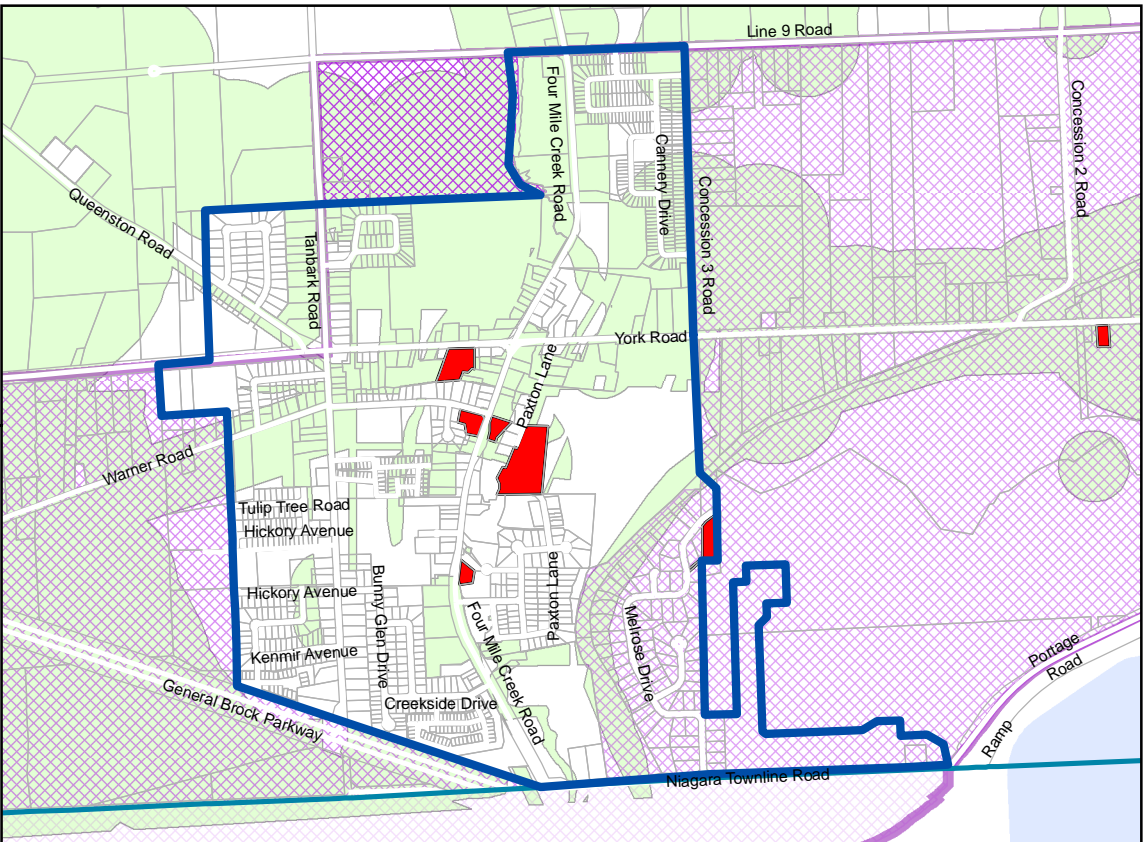 Line 9 Road
Four Mile Creek Road
Concession 2 Road
Cannery Drive
Concession 3 Road
Queenston Road
Tanbark Road
York Road
Paxton Lane
Warner Road
Tulip Tree Road
Hickory Avenue
Hickory Avenue
Bunny Glen Drive
Paxton Lane
Four Mile Creek Road
Melrose Drive
Kenmir Avenue
Portage
Road
General Brock Parkway
Creekside Drive
Ramp
Niagara Townline Road